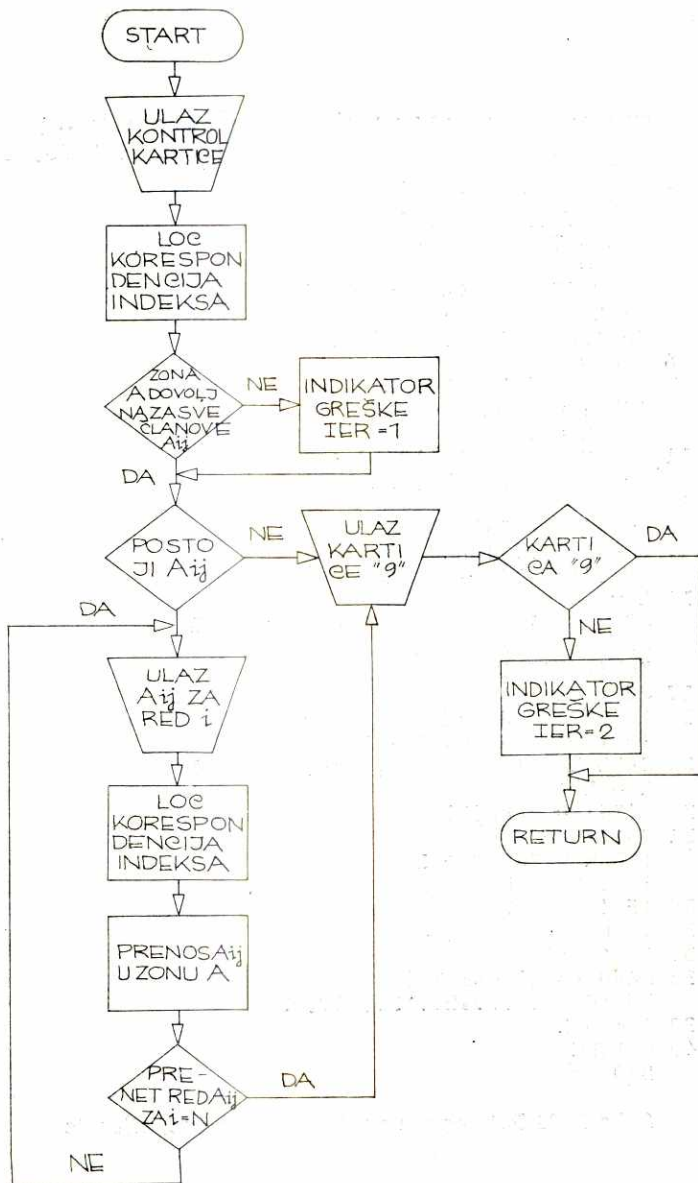 START
ULAZ
KONTROL
KARTICE
LOC
KORESPON
DENCIJA
INDEKSA
ZONA
A DOVOLJ
NA ZA SVE
ČLANOVE
Aij
NE
INDIKATOR
GREŠKE
IER =1
DA
POSTO
JI Aij
NE
ULAZ
KARTI
CE "9"
KARTI
CA "9"
DA
NE
INDIKATOR
GREŠKE
IER=2
RETURN
DA
ULAZ
Aij ZA
RED i
LOC
KORESPON
DENCIJA
INDEKSA
PRENOS Aij
U ZONU A
PRE-
NET RED Aij
ZA i=N
DA
NE